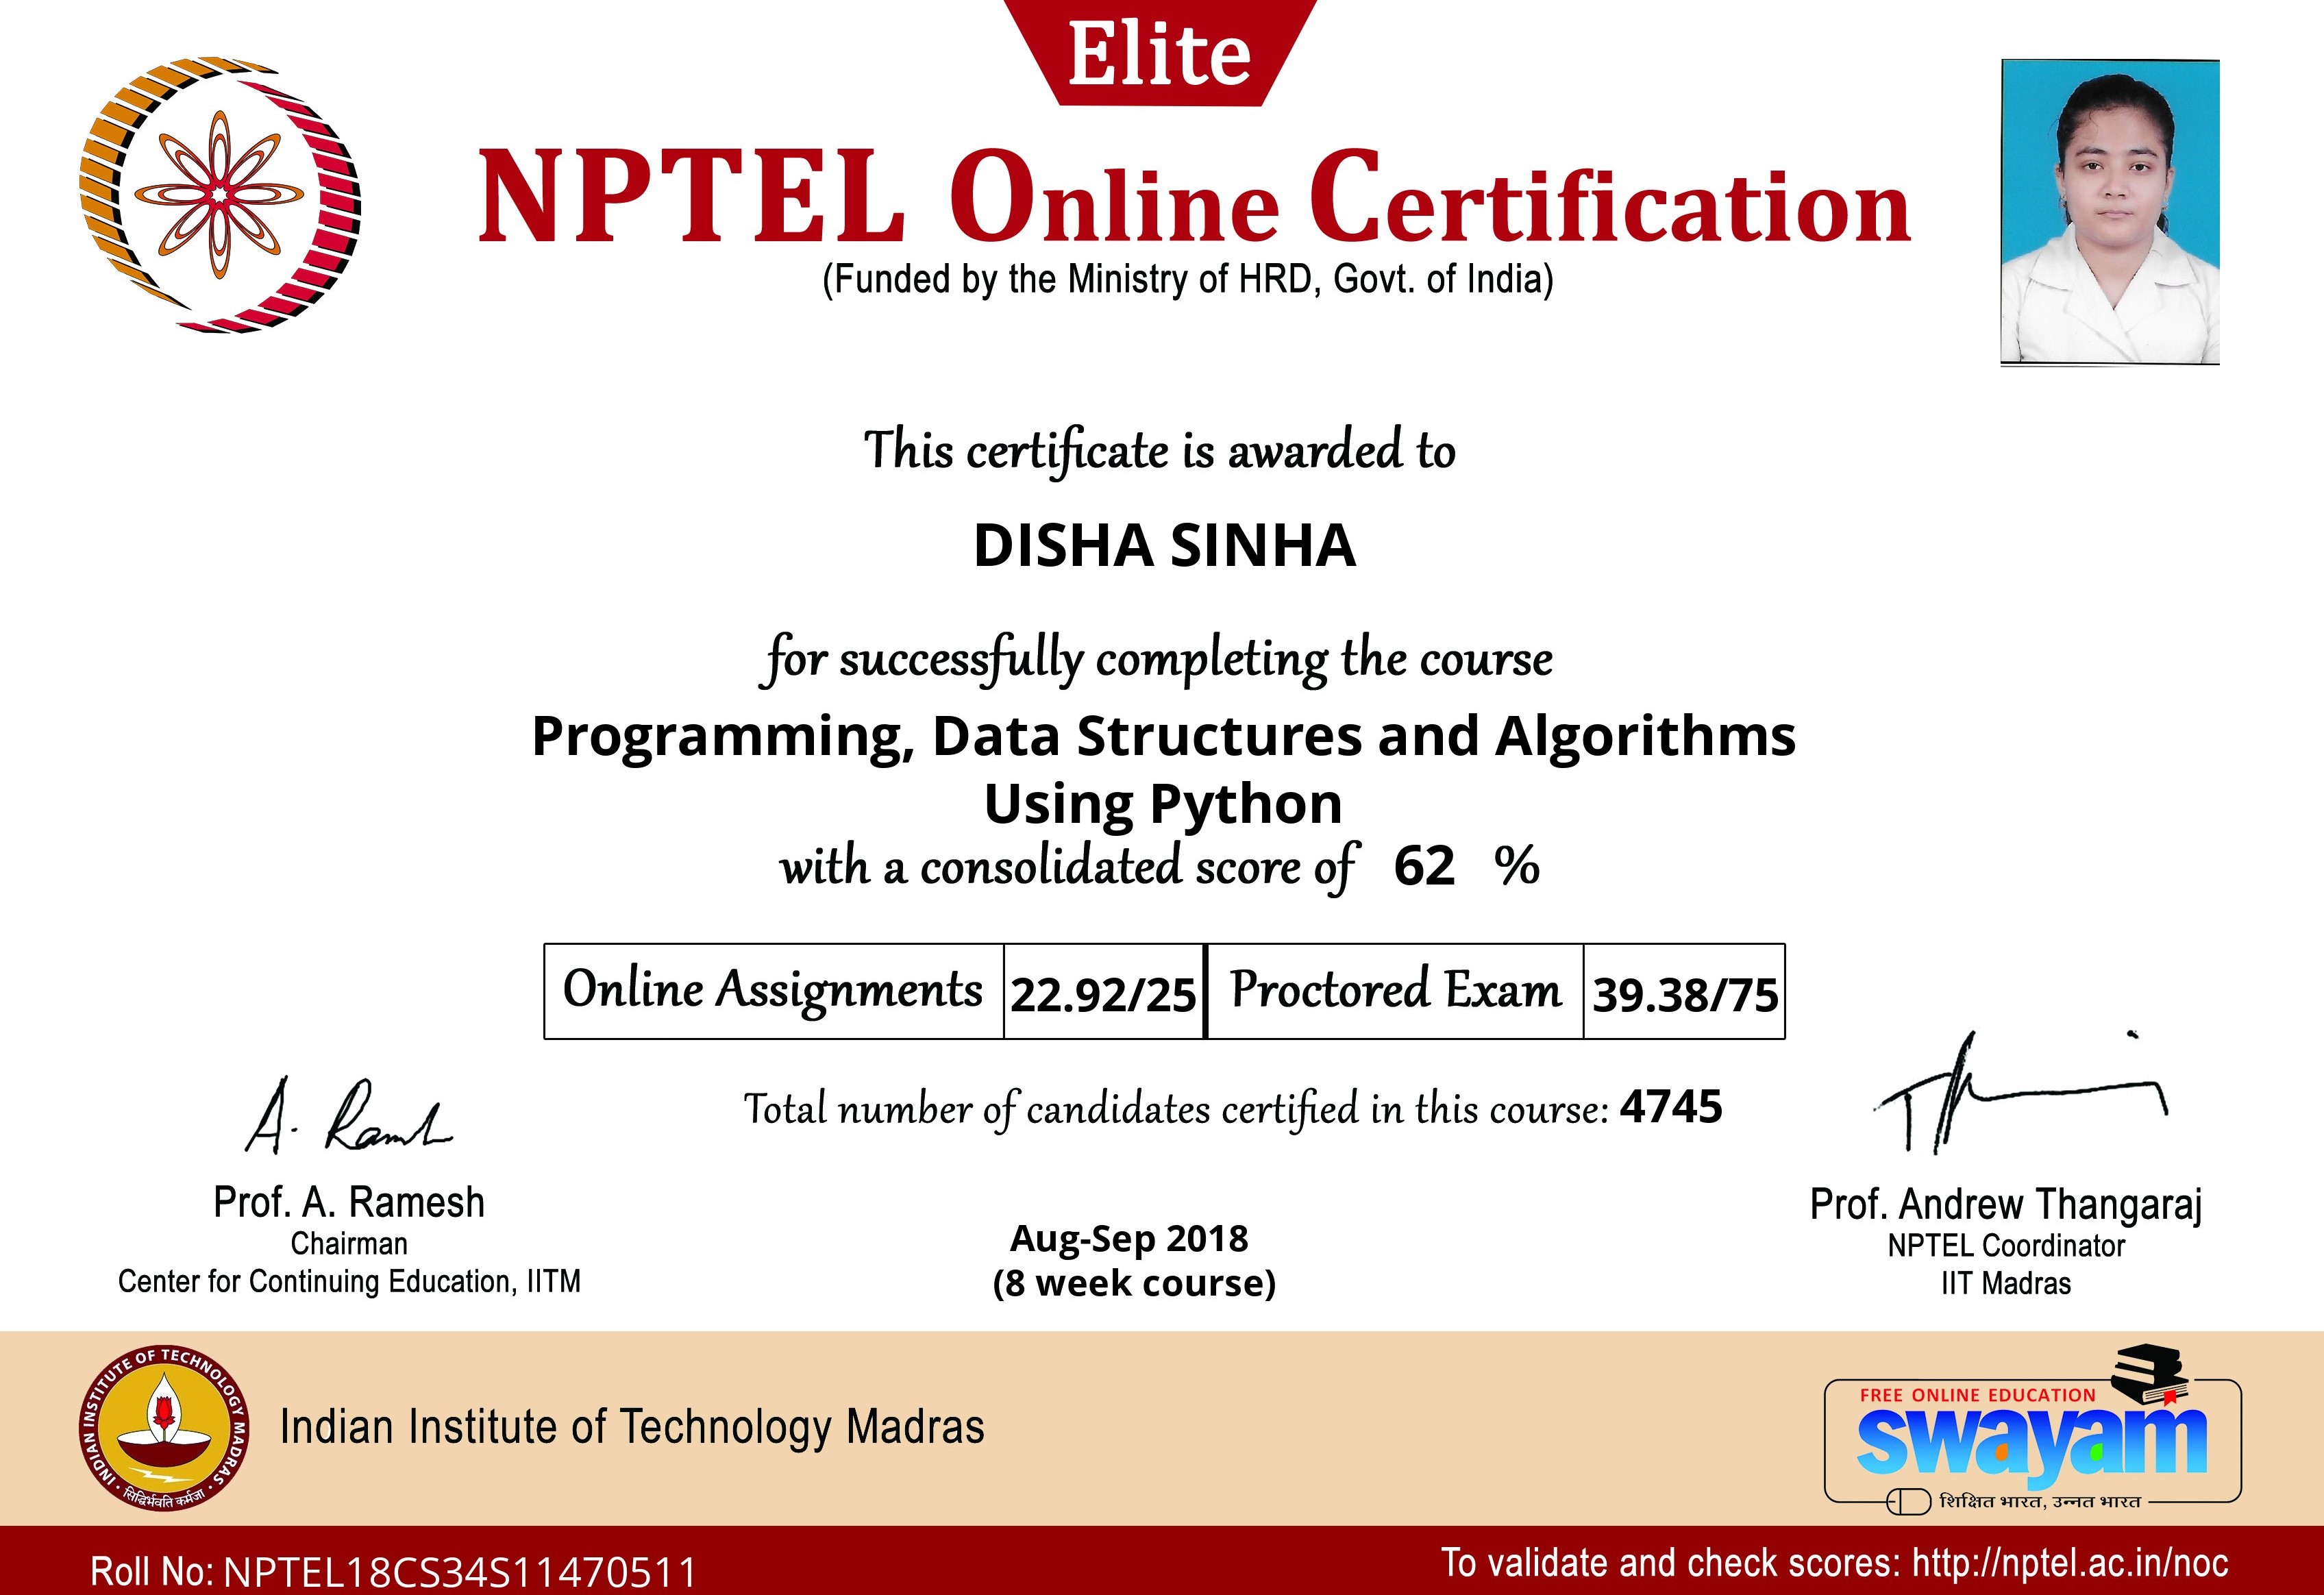 Elite
NPTEL Online Certification
(Funded by the Ministry of HRD, Govt. of India)
This certificate is awarded to
DISHA SINHA
for successfully completing the course
Programming, Data Structures and Algorithms
Using Python
with a consolidated score of 62 %
Online Assignments 22.92/25 Proctored Exam 39.38/75
Total number of candidates certified in this course: 4745
A. Ramesh
Prof. A. Ramesh
Chairman
Center for Continuing Education, IITM
Aug-Sep 2018
(8 week course)
Prof. Andrew Thangaraj
NPTEL Coordinator
IIT Madras
INDIAN INSTITUTE OF TECHNOLOGY MADRAS
सिद्धिर्भवति कर्मजा
Indian Institute of Technology Madras
FREE ONLINE EDUCATION
swayam
शिक्षित भारत, उन्नत भारत
Roll No: NPTEL18CS34S11470511
To validate and check scores: http://nptel.ac.in/noc